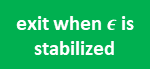 exit when ϵ is
stabilized